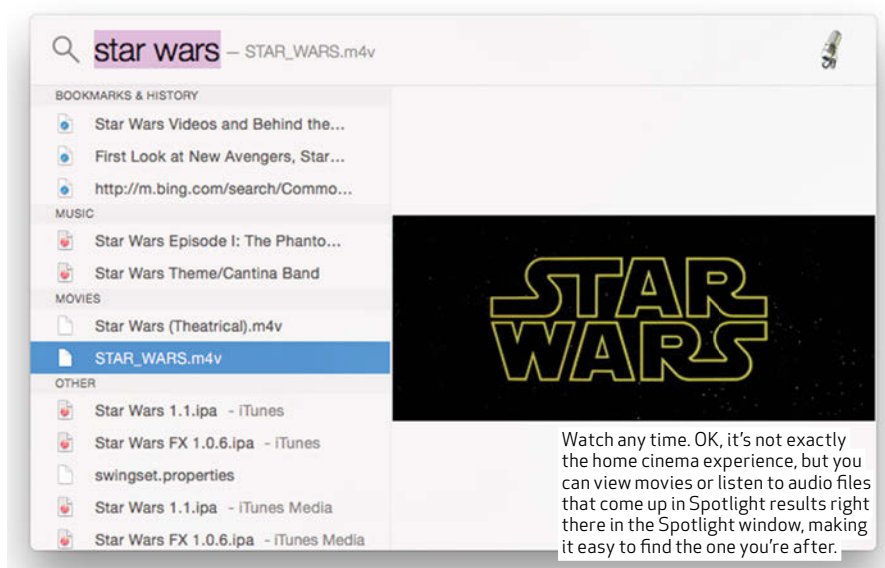 star wars – STAR_WARS.m4v
BOOKMARKS & HISTORY
Star Wars Videos and Behind the...
First Look at New Avengers, Star...
http://m.bing.com/search/Commo...
MUSIC
Star Wars Episode I: The Phanto...
Star Wars Theme/Cantina Band
MOVIES
Star Wars (Theatrical).m4v
STAR_WARS.m4v
OTHER
Star Wars 1.1.ipa - iTunes
Star Wars FX 1.0.6.ipa - iTunes
swingset.properties
Star Wars 1.1.ipa - iTunes Media
Star Wars FX 1.0.6.ipa - iTunes Media
STAR
WARS
Watch any time. OK, it’s not exactly
the home cinema experience, but you
can view movies or listen to audio files
that come up in Spotlight results right
there in the Spotlight window, making
it easy to find the one you’re after.